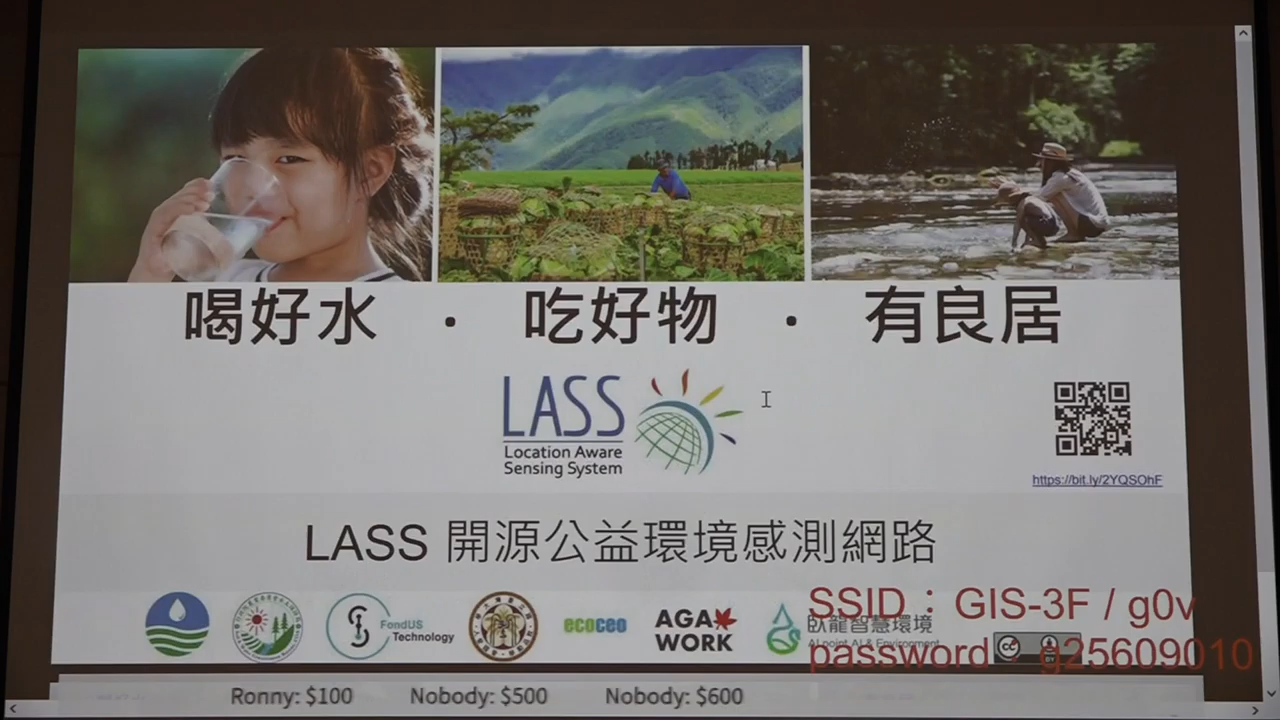 喝好水 · 吃好物 · 有良居
LASS
Location Aware
Sensing System
https://bit.ly/2YQSOhF
LASS 開源公益環境感測網路
FondUS
Technology
ecoceo
AGA
WORK
臥龍智慧環境
AI point AI & Environment
cc
SSID：GIS-3F / g0v
password：g25609010
Ronny: $100
Nobody: $500
Nobody: $600